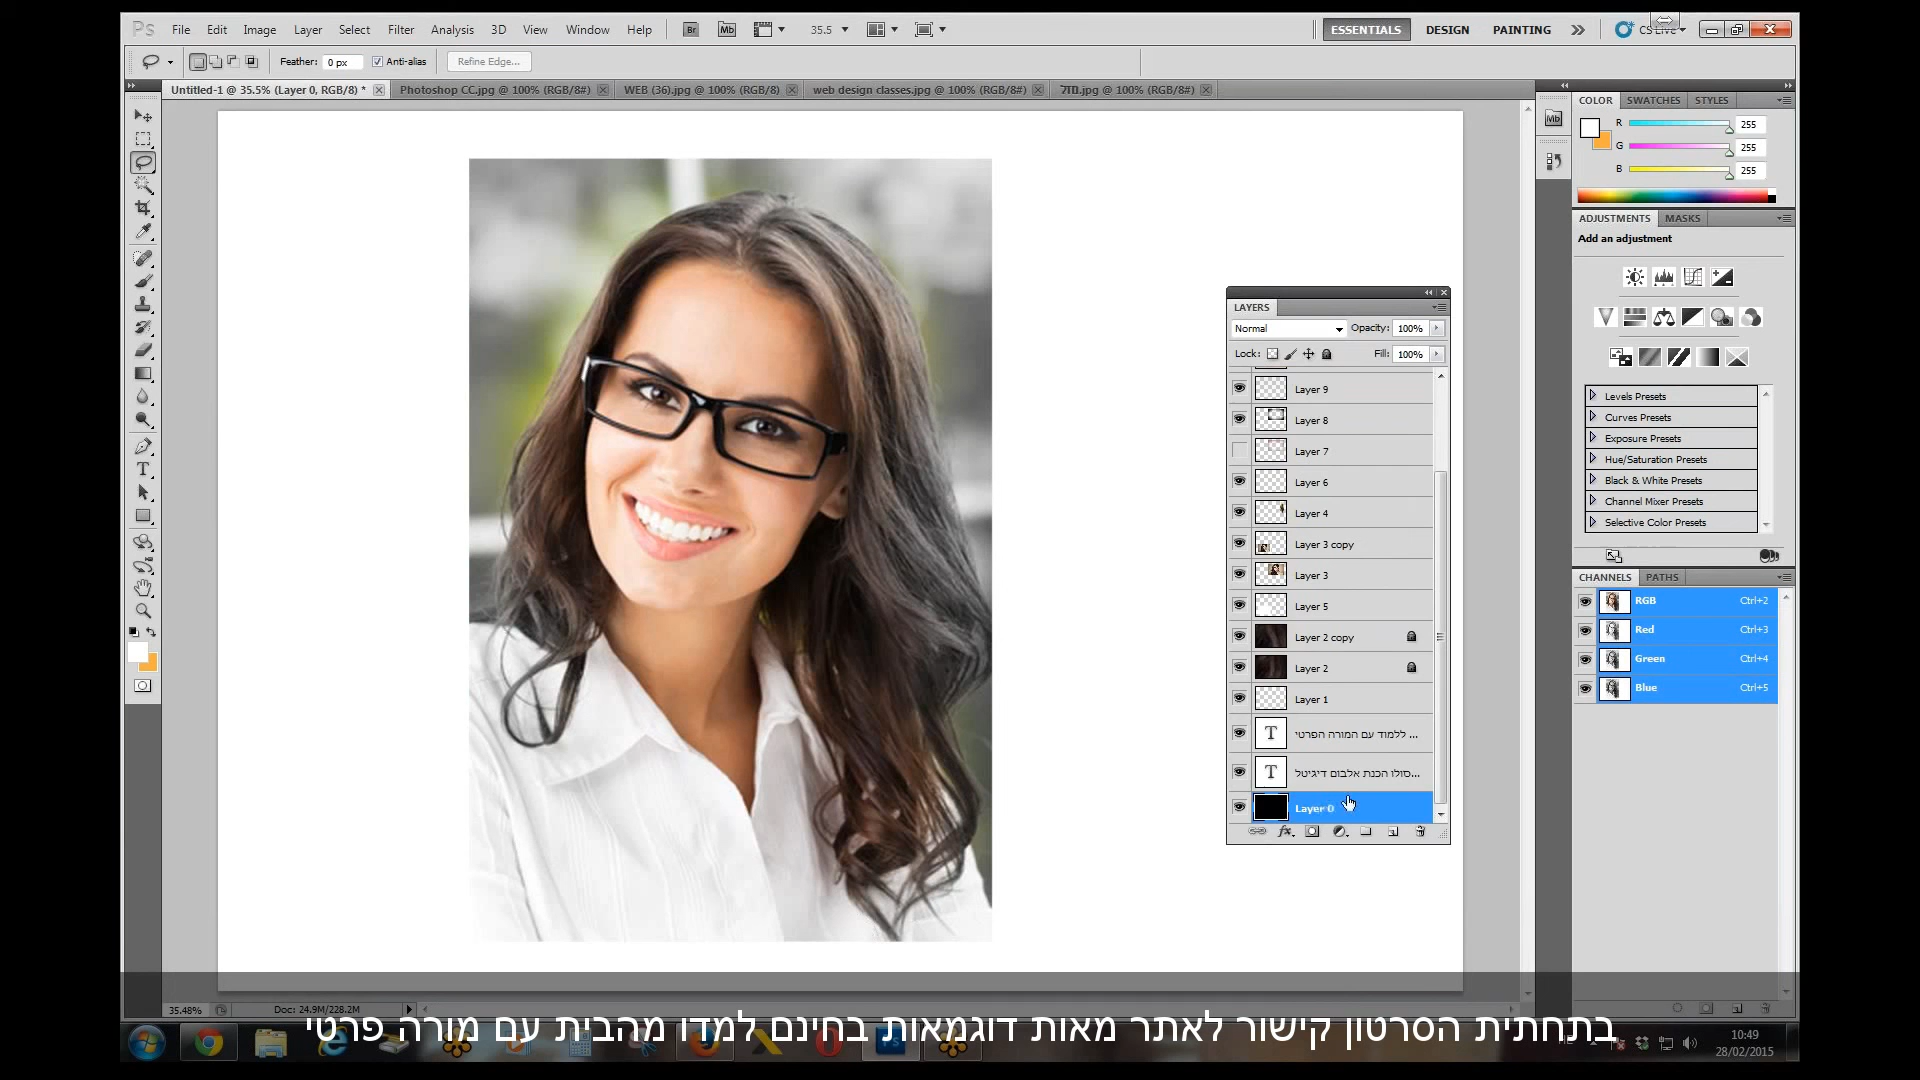 Ps File Edit Image Layer Select Filter Analysis 3D View Window Help Br Mb 35.5 ESSENTIALS DESIGN PAINTING CS Live
Feather: 0 px Anti-alias Refine Edge...
Untitled-1 @ 35.5% (Layer 0, RGB/8) * Photoshop CC.jpg @ 100% (RGB/8#) WEB (36).jpg @ 100% (RGB/8) web design classes.jpg @ 100% (RGB/8#)
COLOR SWATCHES STYLES
Mb
R 255
G 255
B 255
ADJUSTMENTS MASKS
Add an adjustment
Levels Presets
Curves Presets
Exposure Presets
Hue/Saturation Presets
Black & White Presets
Channel Mixer Presets
Selective Color Presets
CHANNELS PATHS
RGB Ctrl+2
Red Ctrl+3
Green Ctrl+4
Blue Ctrl+5
LAYERS
Normal Opacity: 100%
Lock: Fill: 100%
Layer 9
Layer 8
Layer 7
Layer 6
Layer 4
Layer 3 copy
Layer 3
Layer 5
Layer 2 copy
Layer 2
Layer 1
T ללמוד עם המורה הפרטי ...
T סולו הכנת אלבום דיגיטל...
Layer 0
fx
35.48% Doc: 24.9M/228.2M
בתחתית הסרטון קישור לאתר מאות דוגמאות בחינם למדו מהבית עם מורה פרטי
10:49
28/02/2015